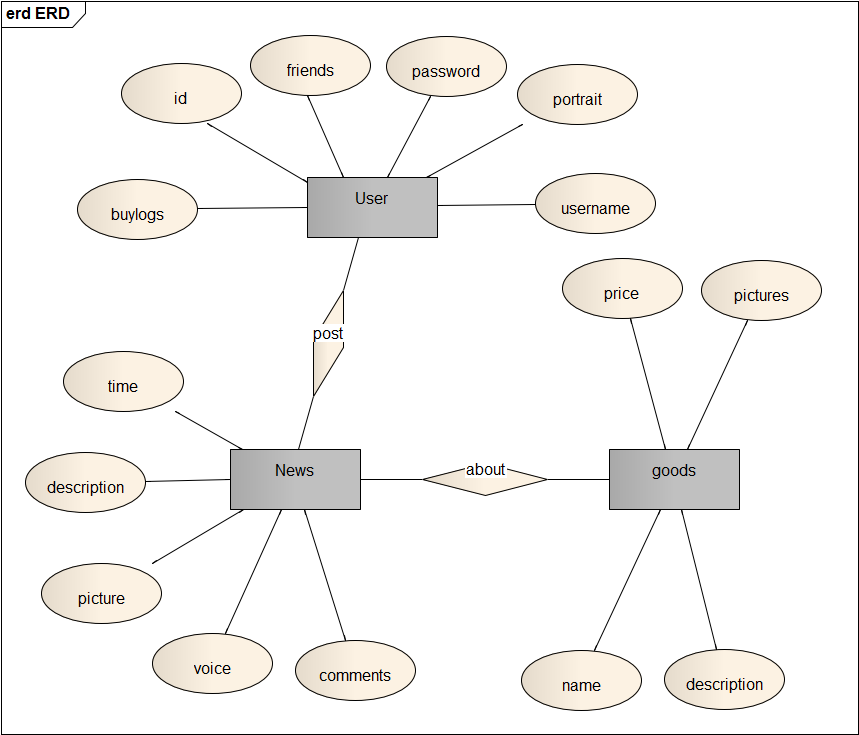 erd ERD
friends
password
id
portrait
User
username
buylogs
price
pictures
post
time
News
about
goods
description
picture
voice
comments
name
description